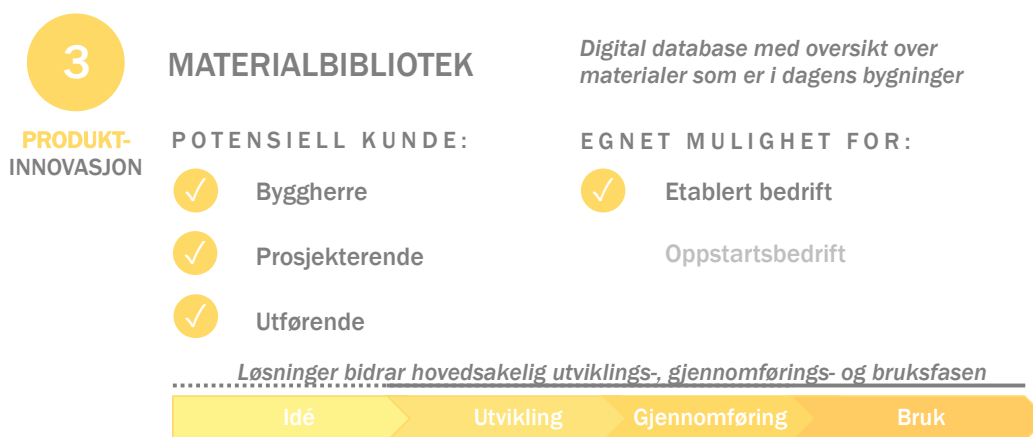 3
PRODUKT-
INNOVASJON
MATERIALBIBLIOTEK
Digital database med oversikt over
materialer som er i dagens bygninger
POTENSIELL KUNDE:
Byggherre
Prosjekterende
Utførende
EGNET MULIGHET FOR:
Etablert bedrift
Oppstartsbedrift
Løsninger bidrar hovedsakelig utviklings-, gjennomførings- og bruksfasen
Idé
Utvikling
Gjennomføring
Bruk